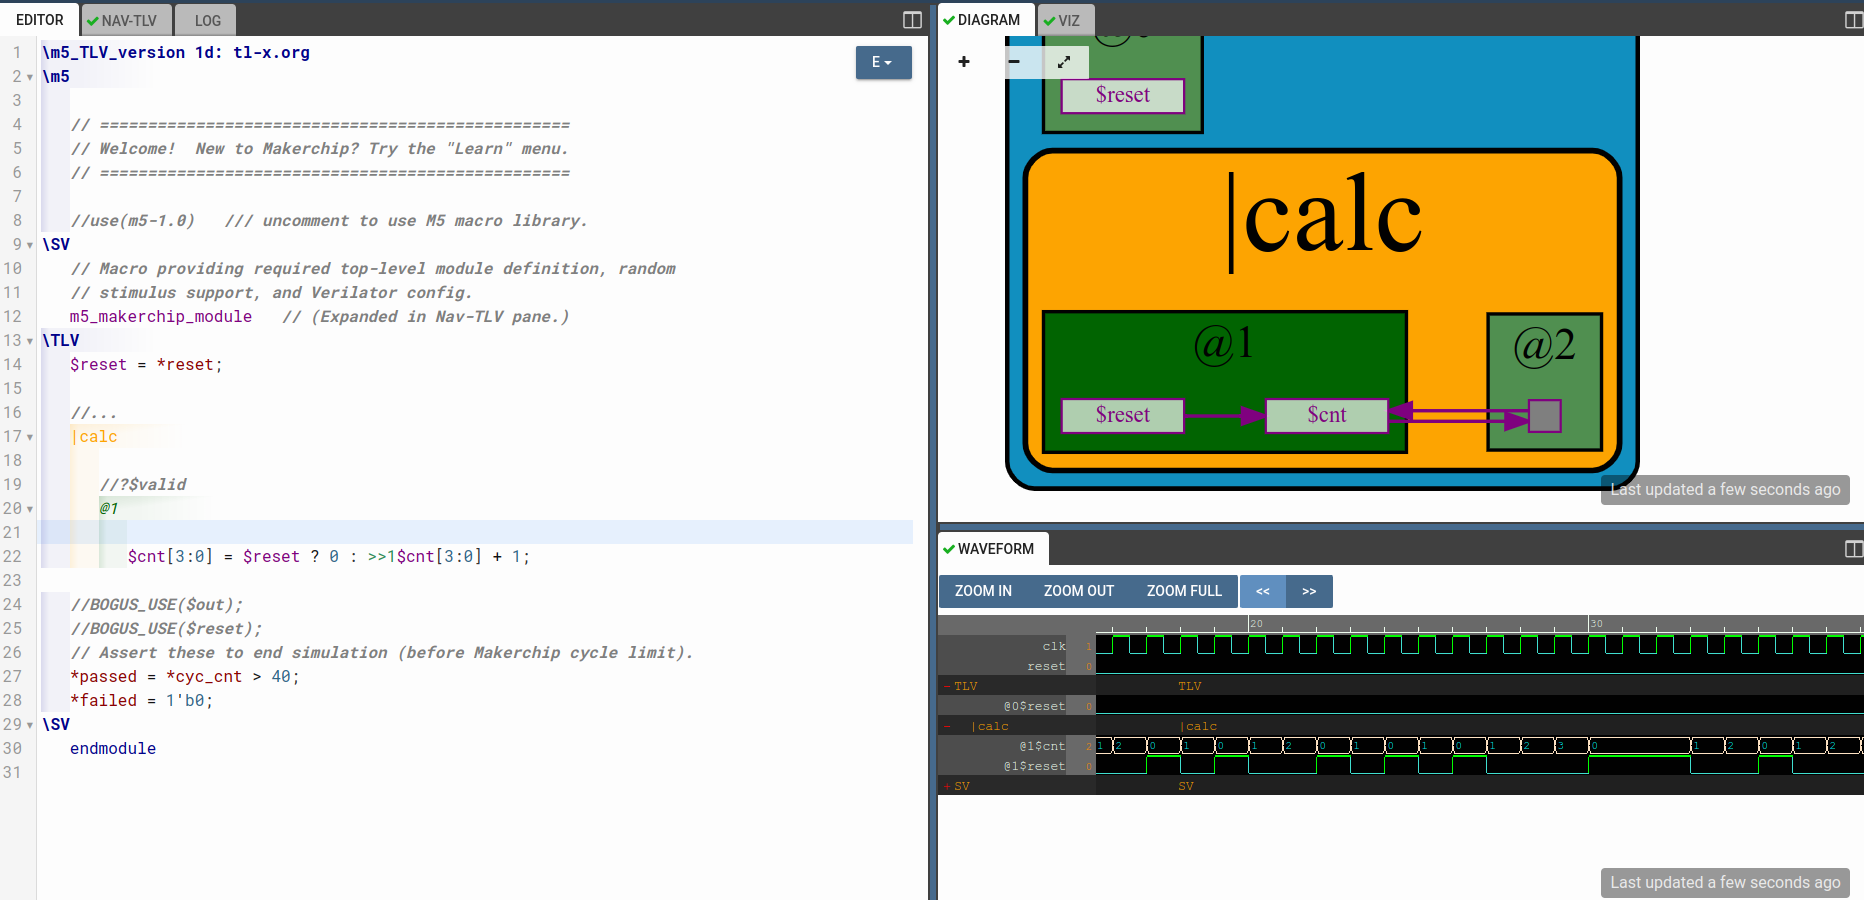 EDITOR
NAV-TLV
LOG
E
1 \m5_TLV_version 1d: tl-x.org
2 \m5
3
4 // =================================================
5 // Welcome!  New to Makerchip? Try the "Learn" menu.
6 // =================================================
7
8 //use(m5-1.0)   /// uncomment to use M5 macro library.
9 \SV
10 // Macro providing required top-level module definition, random
11 // stimulus support, and Verilator config.
12 m5_makerchip_module   // (Expanded in Nav-TLV pane.)
13 \TLV
14 $reset = *reset;
15
16 //...
17 |calc
18
19 //?$valid
20 @1
21
22 $cnt[3:0] = $reset ? 0 : >>1$cnt[3:0] + 1;
23
24 //BOGUS_USE($out);
25 //BOGUS_USE($reset);
26 // Assert these to end simulation (before Makerchip cycle limit).
27 *passed = *cyc_cnt > 40;
28 *failed = 1'b0;
29 \SV
30 endmodule
31
DIAGRAM
VIZ
+
−
$reset
|calc
@1
@2
$reset
$cnt
Last updated a few seconds ago
WAVEFORM
ZOOM IN
ZOOM OUT
ZOOM FULL
<<
>>
20
30
clk 1
reset 0
- TLV
TLV
@0$reset 0
- |calc
|calc
@1$cnt 2 1 2 0 1 0 1 2 0 1 0 1 0 1 2 3 0 1 2 0 1 2
@1$reset 0
+ SV
SV
Last updated a few seconds ago